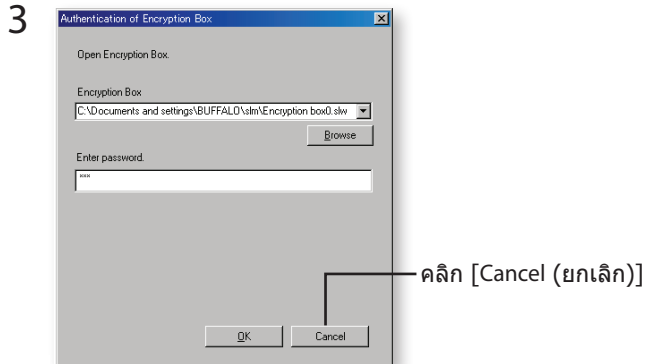 3
Authentication of Encryption Box
Open Encryption Box.
Encryption Box
C:\Documents and settings\BUFFALO\slm\Encryption box0.slw
Browse
Enter password.
***
คลิก [Cancel (ยกเลิก)]
OK Cancel